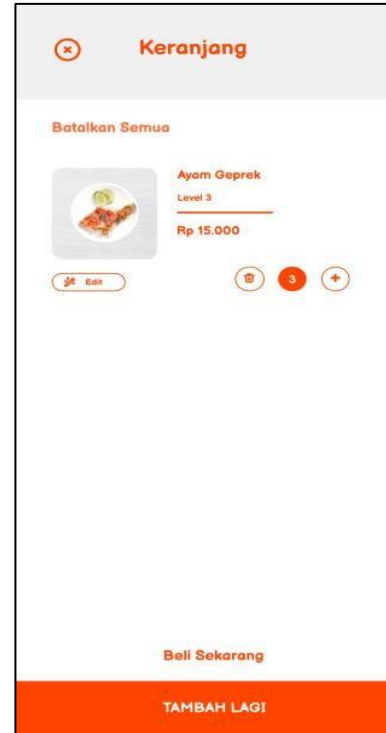 Keranjang
Batalkan Semua
Ayam Geprek
Level 3
Rp 15.000
Edit
3
Beli Sekarang
TAMBAH LAGI